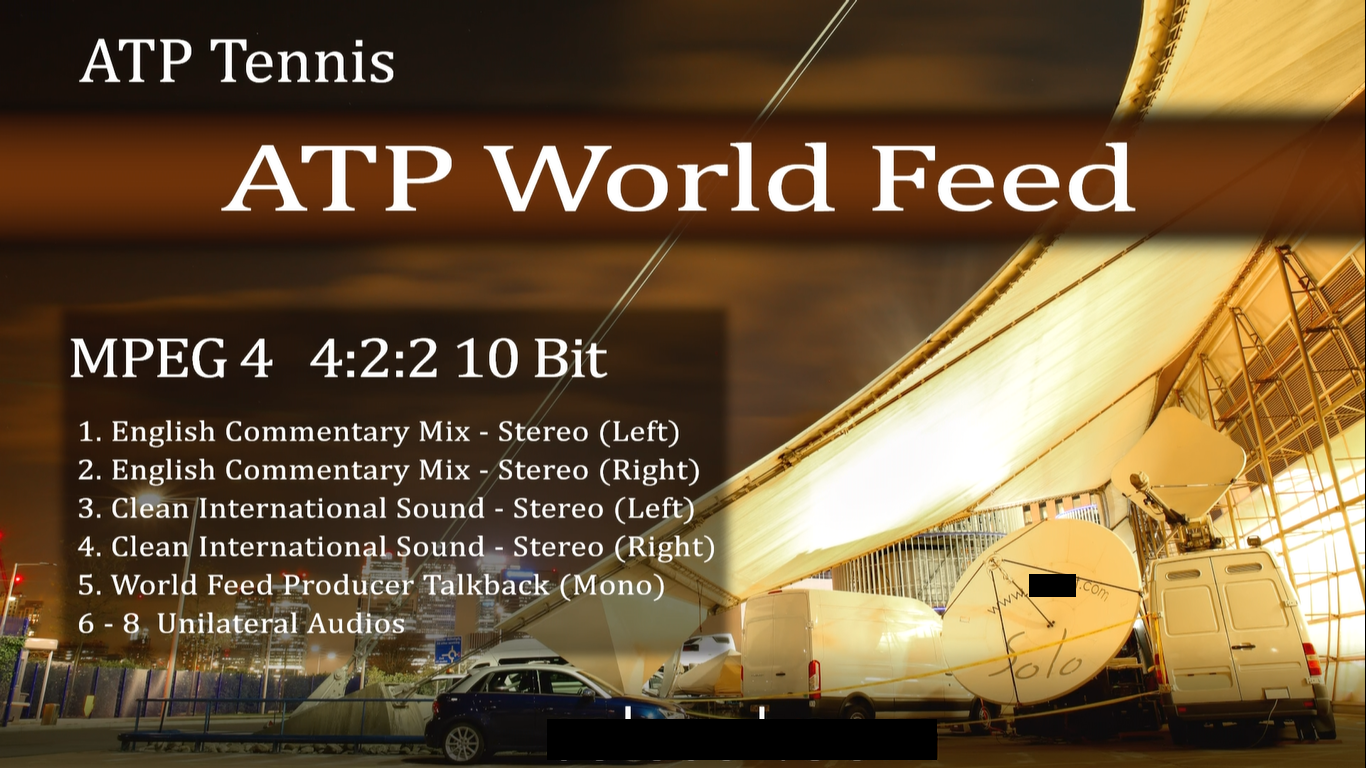 ATP Tennis
ATP World Feed
MPEG 4 4:2:2 10 Bit
1. English Commentary Mix - Stereo (Left)
2. English Commentary Mix - Stereo (Right)
3. Clean International Sound - Stereo (Left)
4. Clean International Sound - Stereo (Right)
5. World Feed Producer Talkback (Mono)
6 - 8 Unilateral Audios
www. .com
Solo